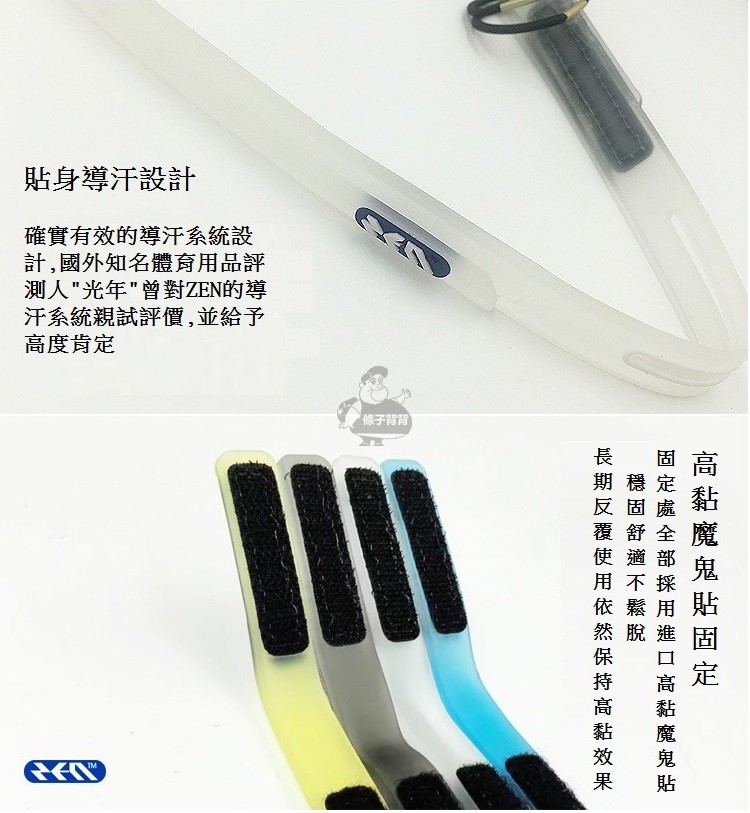 貼身導汗設計
確實有效的導汗系統設
計,國外知名體育用品評
測人"光年"曾對ZEN的導
汗系統親試評價,並給予
高度肯定
ZEN
條子背背
高黏魔鬼貼固定
固定處全部採用進口高黏魔鬼貼
穩固舒適不鬆脫
長期反覆使用依然保持高黏效果
ZEN™